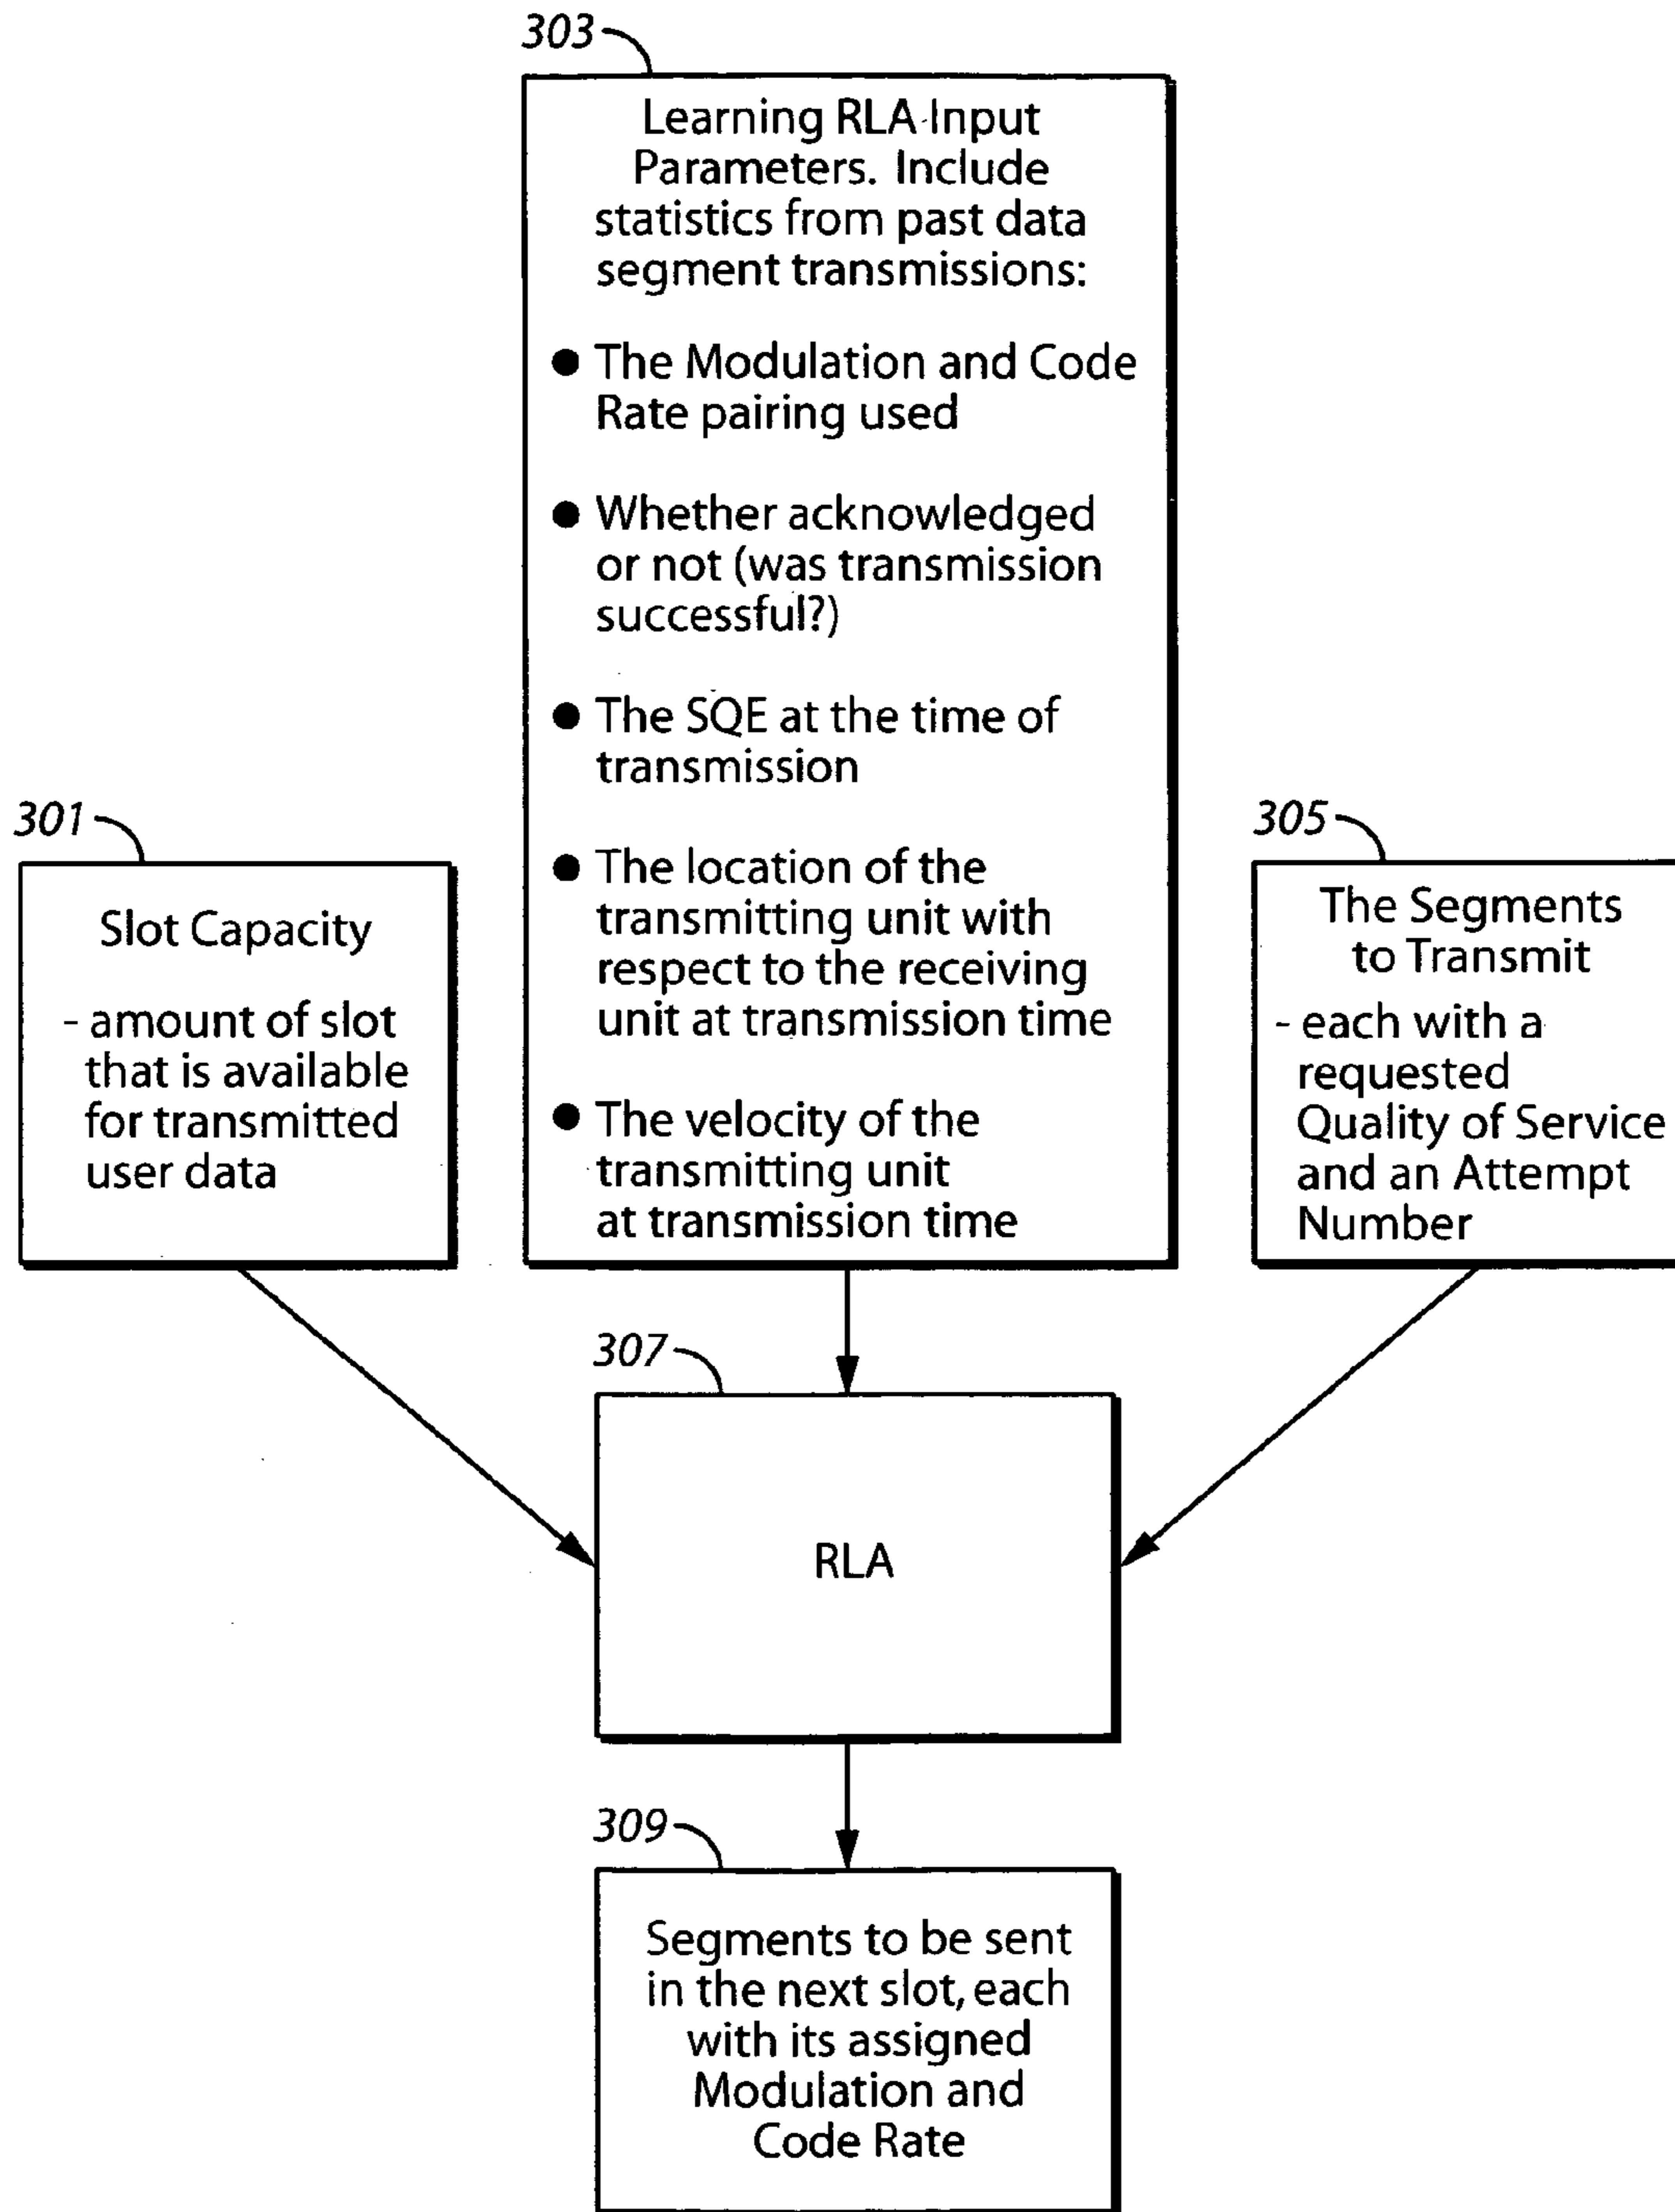 303
Learning RLA Input
Parameters. Include
statistics from past data
segment transmissions:
● The Modulation and Code
Rate pairing used
● Whether acknowledged
or not (was transmission
successful?)
● The SQE at the time of
transmission
● The location of the
transmitting unit with
respect to the receiving
unit at transmission time
● The velocity of the
transmitting unit
at transmission time
301
Slot Capacity
- amount of slot
that is available
for transmitted
user data
305
The Segments
to Transmit
- each with a
requested
Quality of Service
and an Attempt
Number
307
RLA
309
Segments to be sent
in the next slot, each
with its assigned
Modulation and
Code Rate